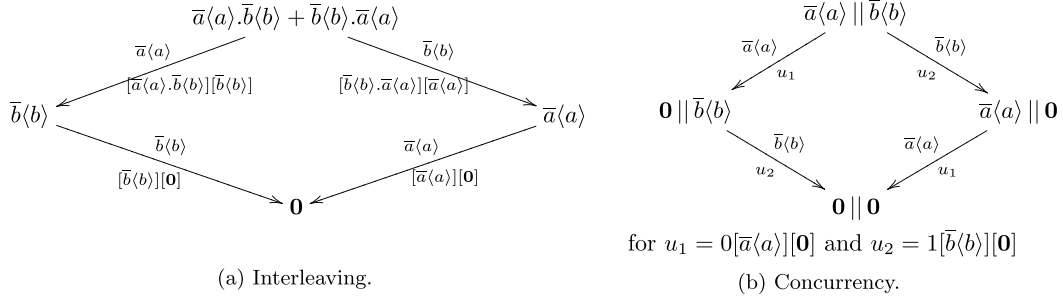 a̅⟨a⟩.b̅⟨b⟩ + b̅⟨b⟩.a̅⟨a⟩
a̅⟨a⟩
b̅⟨b⟩
[a̅⟨a⟩.b̅⟨b⟩][b̅⟨b⟩]
[b̅⟨b⟩.a̅⟨a⟩][a̅⟨a⟩]
b̅⟨b⟩
a̅⟨a⟩
b̅⟨b⟩
a̅⟨a⟩
[b̅⟨b⟩][0]
[a̅⟨a⟩][0]
0
(a) Interleaving.
a̅⟨a⟩ || b̅⟨b⟩
a̅⟨a⟩
b̅⟨b⟩
u₁
u₂
0 || b̅⟨b⟩
a̅⟨a⟩ || 0
b̅⟨b⟩
a̅⟨a⟩
u₂
u₁
0 || 0
for u₁ = 0[a̅⟨a⟩][0] and u₂ = 1[b̅⟨b⟩][0]
(b) Concurrency.